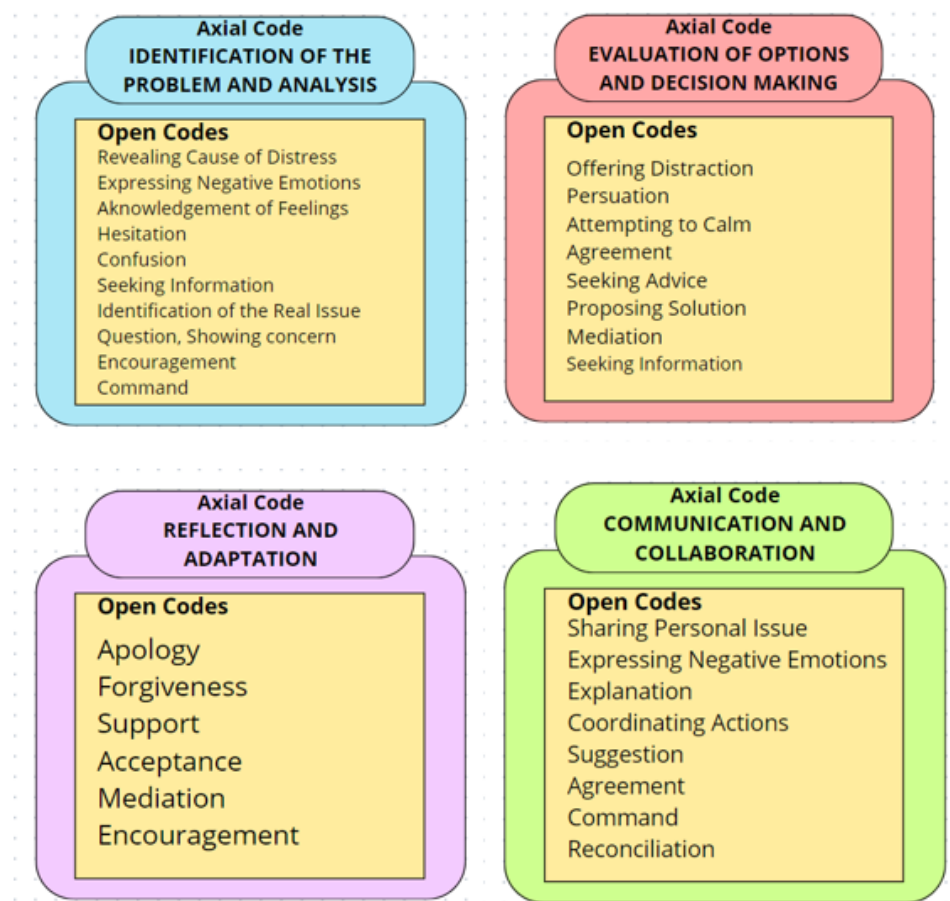 Axial Code
IDENTIFICATION OF THE
PROBLEM AND ANALYSIS
Open Codes
Revealing Cause of Distress
Expressing Negative Emotions
Aknowledgement of Feelings
Hesitation
Confusion
Seeking Information
Identification of the Real Issue
Question, Showing concern
Encouragement
Command
Axial Code
EVALUATION OF OPTIONS
AND DECISION MAKING
Open Codes
Offering Distraction
Persuation
Attempting to Calm
Agreement
Seeking Advice
Proposing Solution
Mediation
Seeking Information
Axial Code
REFLECTION AND
ADAPTATION
Open Codes
Apology
Forgiveness
Support
Acceptance
Mediation
Encouragement
Axial Code
COMMUNICATION AND
COLLABORATION
Open Codes
Sharing Personal Issue
Expressing Negative Emotions
Explanation
Coordinating Actions
Suggestion
Agreement
Command
Reconciliation